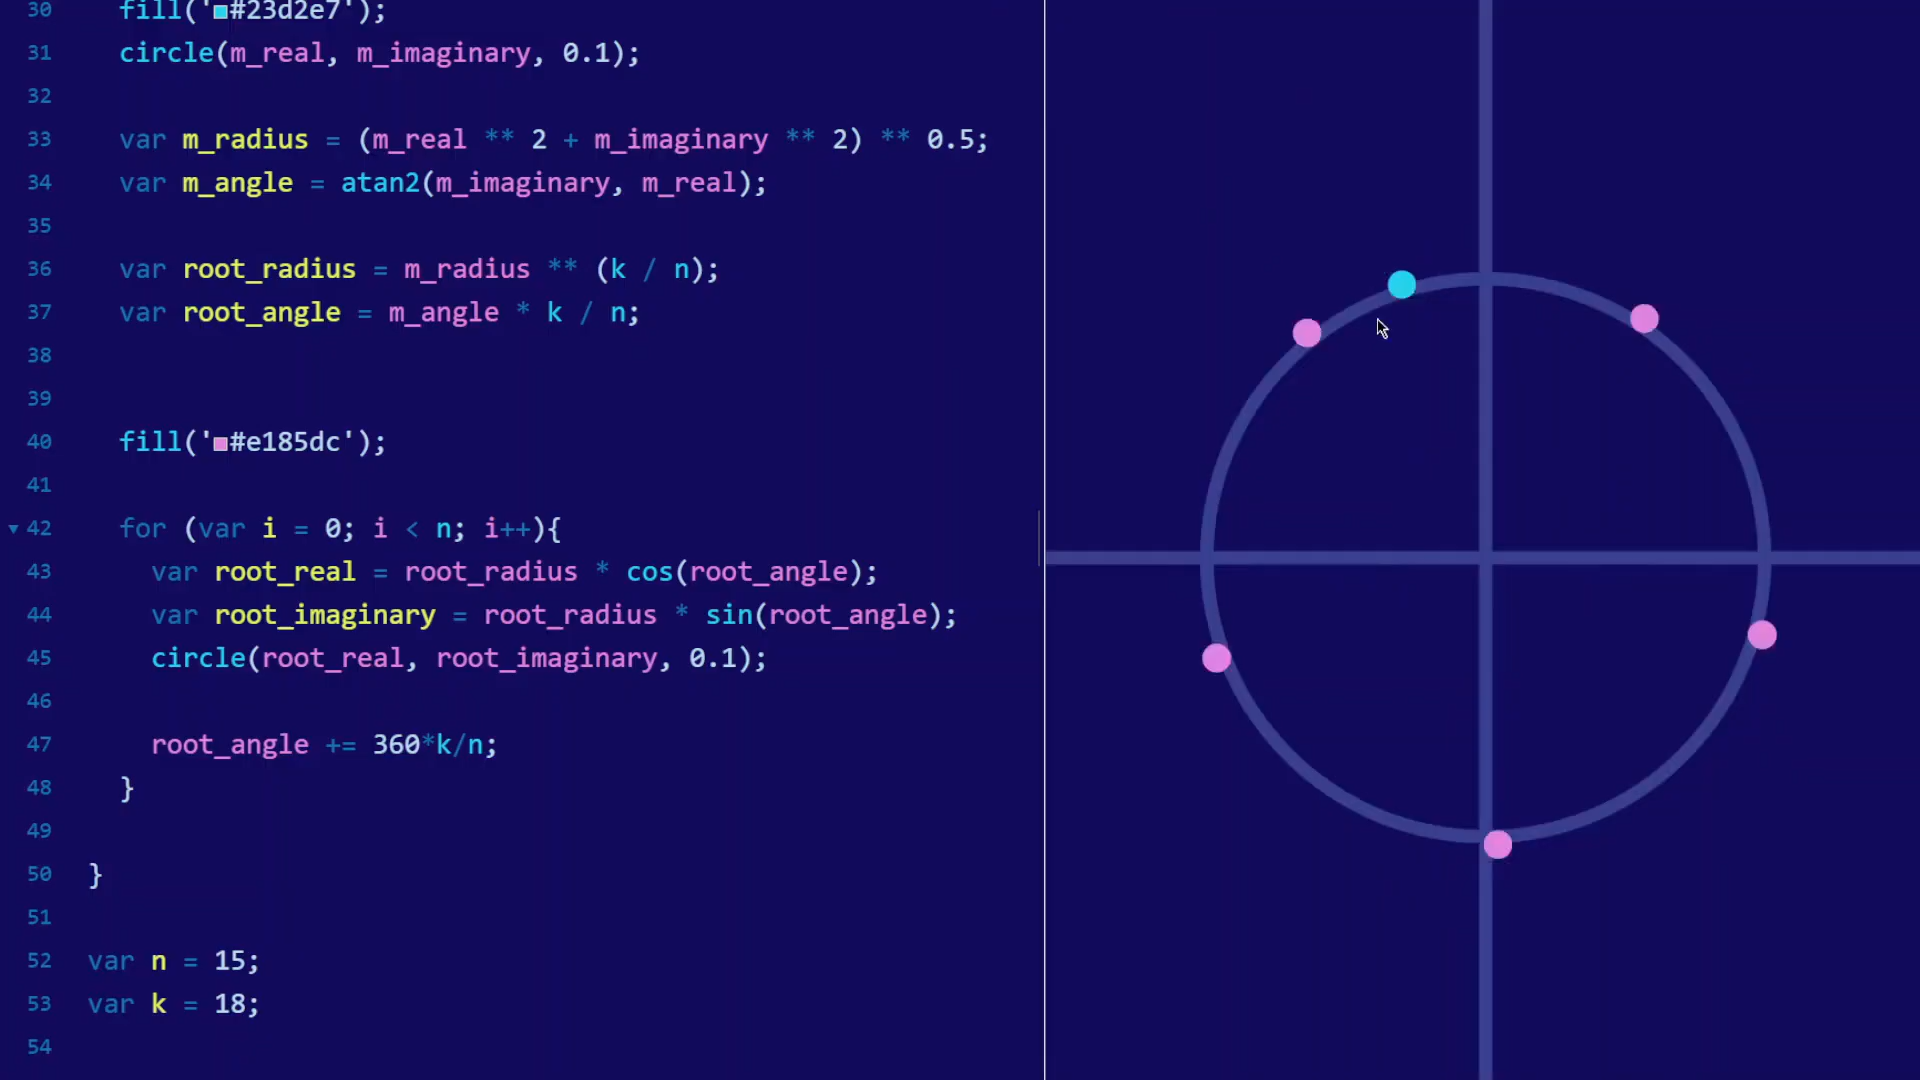 30 fill('#23d2e7');
31 circle(m_real, m_imaginary, 0.1);
32
33 var m_radius = (m_real ** 2 + m_imaginary ** 2) ** 0.5;
34 var m_angle = atan2(m_imaginary, m_real);
35
36 var root_radius = m_radius ** (k / n);
37 var root_angle = m_angle * k / n;
38
39
40 fill('#e185dc');
41
42 for (var i = 0; i < n; i++){
43 var root_real = root_radius * cos(root_angle);
44 var root_imaginary = root_radius * sin(root_angle);
45 circle(root_real, root_imaginary, 0.1);
46
47 root_angle += 360*k/n;
48 }
49
50 }
51
52 var n = 15;
53 var k = 18;
54